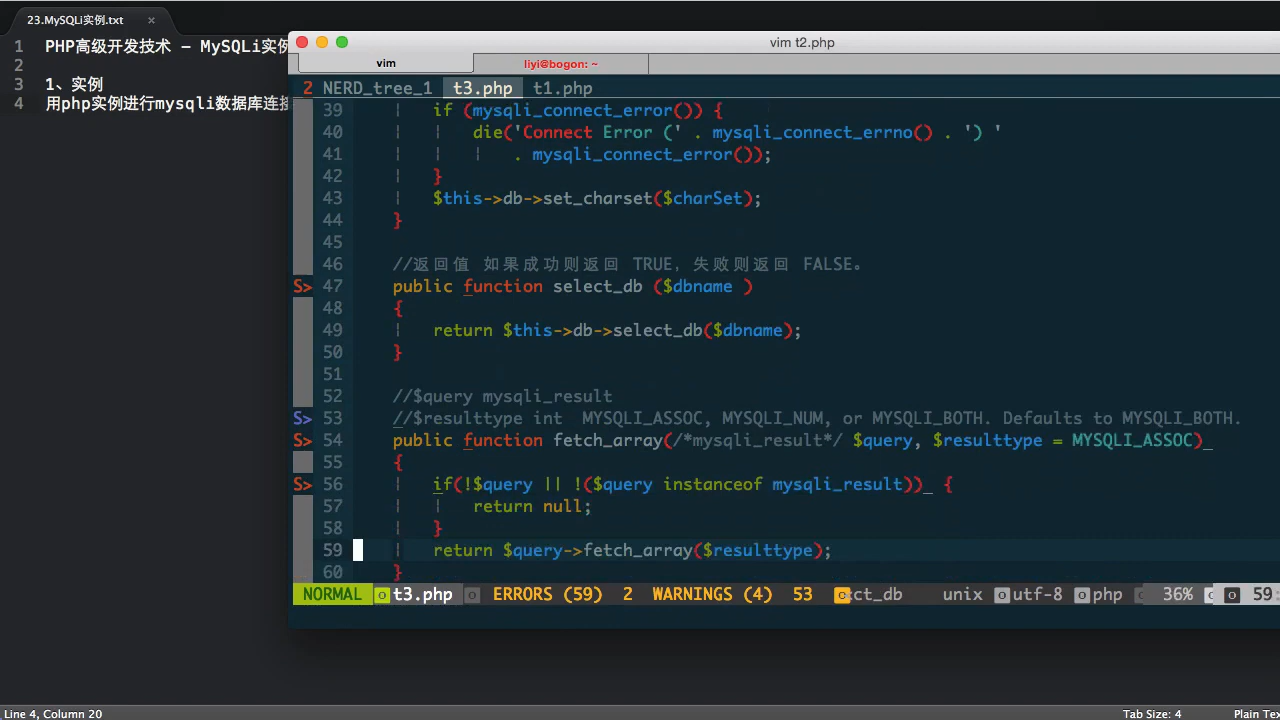 23.MySQLi实例.txt ×
1 PHP高级开发技术 - MySQLi实例
2
3 1、实例
4 用php实例进行mysqli数据库连接
vim t2.php
vim liyi@bogon: ~
2 NERD_tree_1 t3.php t1.php
39 if (mysqli_connect_error()) {
40 die('Connect Error (' . mysqli_connect_errno() . ') '
41 . mysqli_connect_error());
42 }
43 $this->db->set_charset($charSet);
44 }
45
46 //返回值 如果成功则返回 TRUE，失败则返回 FALSE。
S> 47 public function select_db ($dbname )
48 {
49 return $this->db->select_db($dbname);
50 }
51
52 //$query mysqli_result
S> 53 //$resulttype int  MYSQLI_ASSOC, MYSQLI_NUM, or MYSQLI_BOTH. Defaults to MYSQLI_BOTH.
S> 54 public function fetch_array(/*mysqli_result*/ $query, $resulttype = MYSQLI_ASSOC)_
55 {
S> 56 if(!$query || !($query instanceof mysqli_result))_ {
57 return null;
58 }
59 return $query->fetch_array($resulttype);
60 }
NORMAL t3.php ERRORS (59) 2 WARNINGS (4) 53 ct_db unix utf-8 php 36% 59:
Line 4, Column 20 Tab Size: 4 Plain Tex